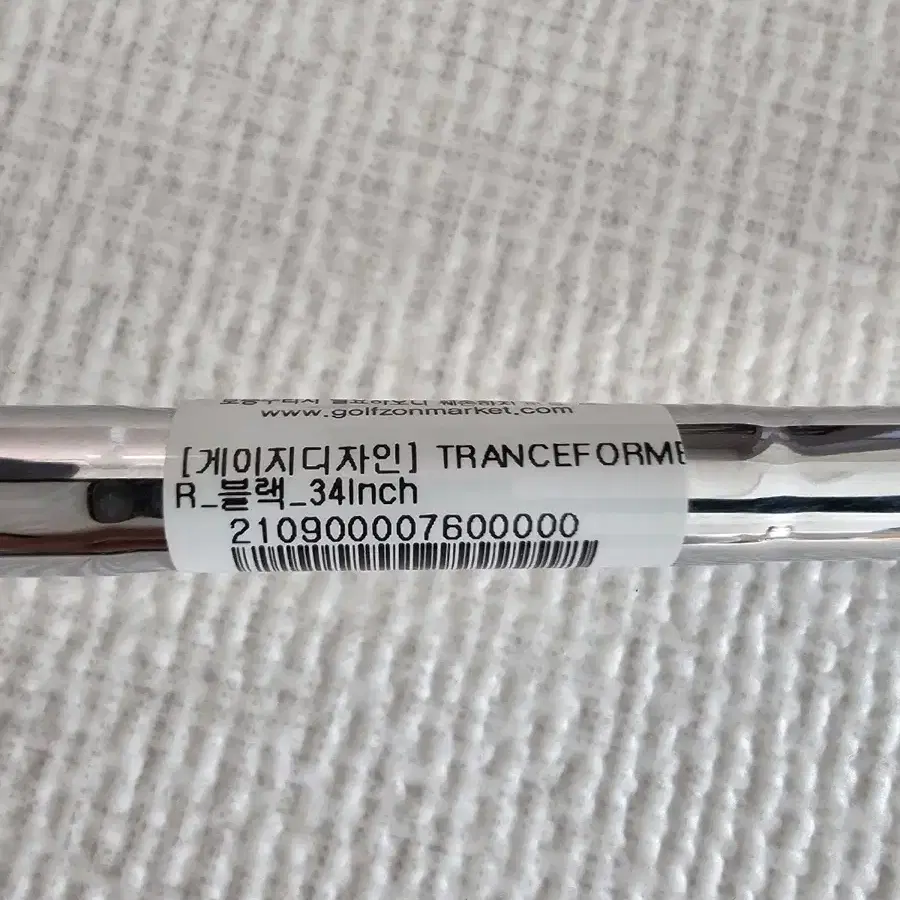 www.golfzonmarket.com
[게이지디자인] TRANCEFORME
R_블랙_34Inch
210900007600000